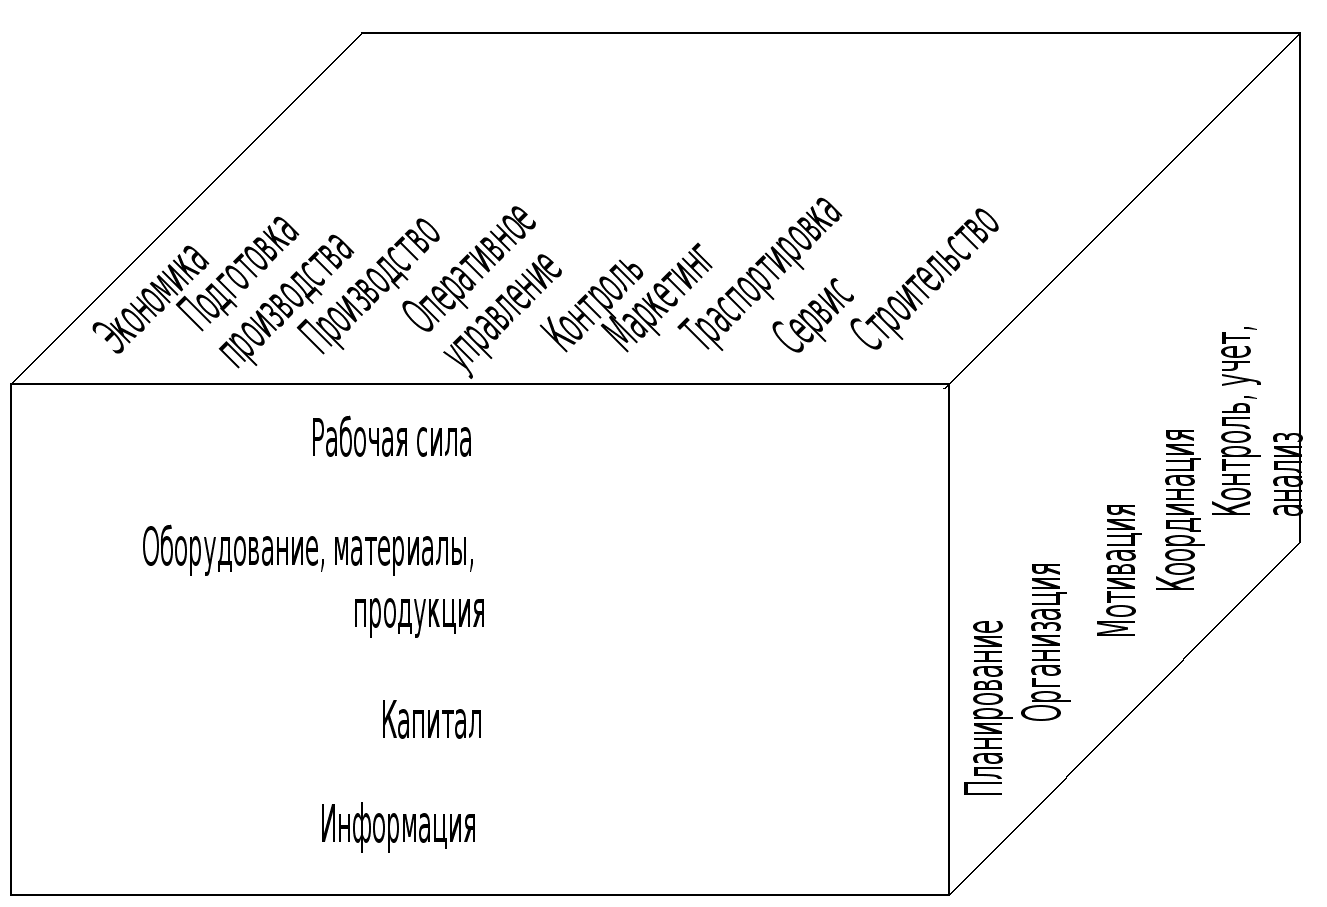 Экономика
Подготовка
производства
Производство
Оперативное
управление
Контроль
Маркетинг
Траспортировка
Сервис
Строительство
Рабочая сила
Оборудование, материалы,
продукция
Капитал
Информация
Планирование
Организация
Мотивация
Координация
Контроль, учет,
анализ